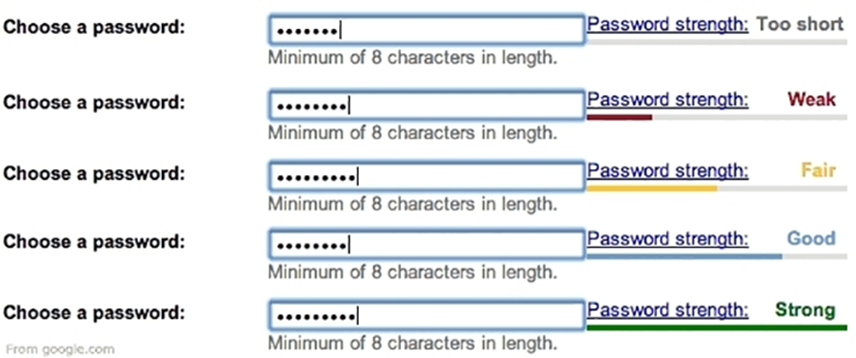 Choose a password: •••••••| Password strength: Too short
Minimum of 8 characters in length.
Choose a password: ••••••••| Password strength: Weak
Minimum of 8 characters in length.
Choose a password: •••••••••| Password strength: Fair
Minimum of 8 characters in length.
Choose a password: ••••••••| Password strength: Good
Minimum of 8 characters in length.
Choose a password: •••••••••| Password strength: Strong
Minimum of 8 characters in length.
From google.com